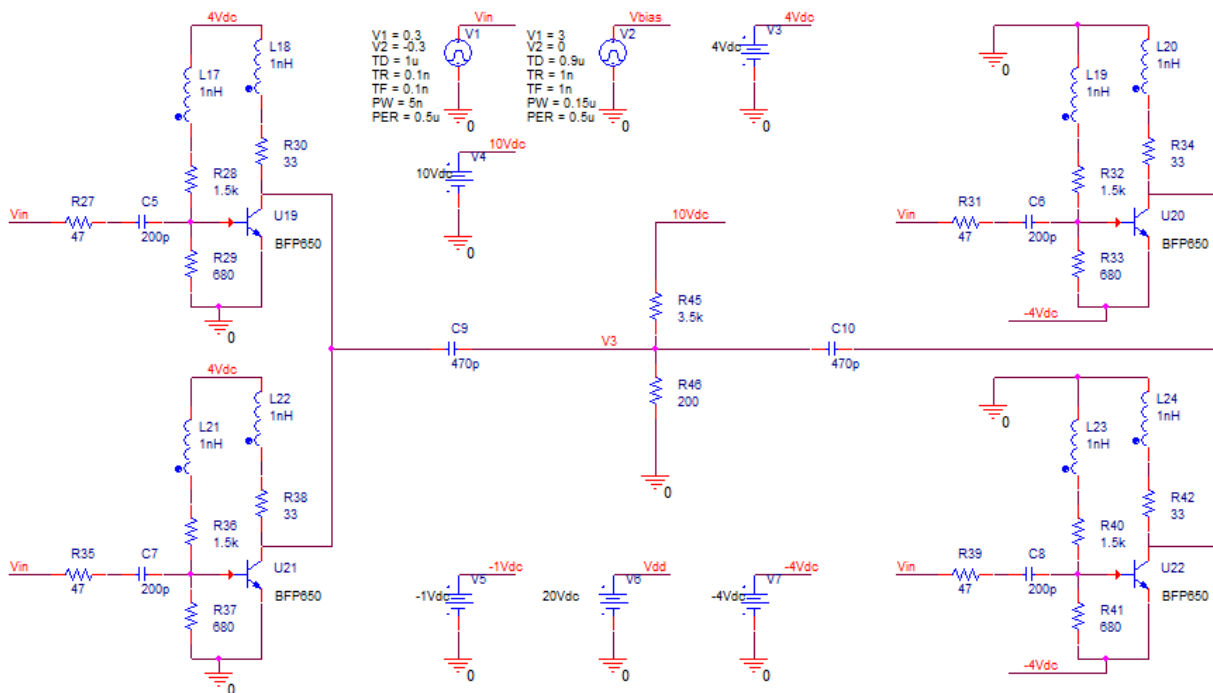 4Vdc
L18
1nH
L17
1nH
R30
33
R28
1.5k
Vin
R27
47
C5
200p
U19
BFP650
R29
680
0
V1 = 0.3
V2 = -0.3
TD = 1u
TR = 0.1n
TF = 0.1n
PW = 5n
PER = 0.5u
Vin
V1
0
V1 = 3
V2 = 0
TD = 0.9u
TR = 1n
TF = 1n
PW = 0.15u
PER = 0.5u
Vbias
V2
0
4Vdc
V3
4Vdc
0
10Vdc
V4
10Vdc
0
0
L20
1nH
L19
1nH
R34
33
R32
1.5k
Vin
R31
47
C6
200p
U20
BFP650
R33
680
-4Vdc
10Vdc
R45
3.5k
C9
470p
V3
C10
470p
R46
200
0
4Vdc
L22
1nH
L21
1nH
R38
33
R36
1.5k
Vin
R35
47
C7
200p
U21
BFP650
R37
680
0
-1Vdc
V5
-1Vdc
0
Vdd
V6
20Vdc
0
-4Vdc
V7
-4Vdc
0
0
L24
1nH
L23
1nH
R42
33
R40
1.5k
Vin
R39
47
C8
200p
U22
BFP650
R41
680
-4Vdc